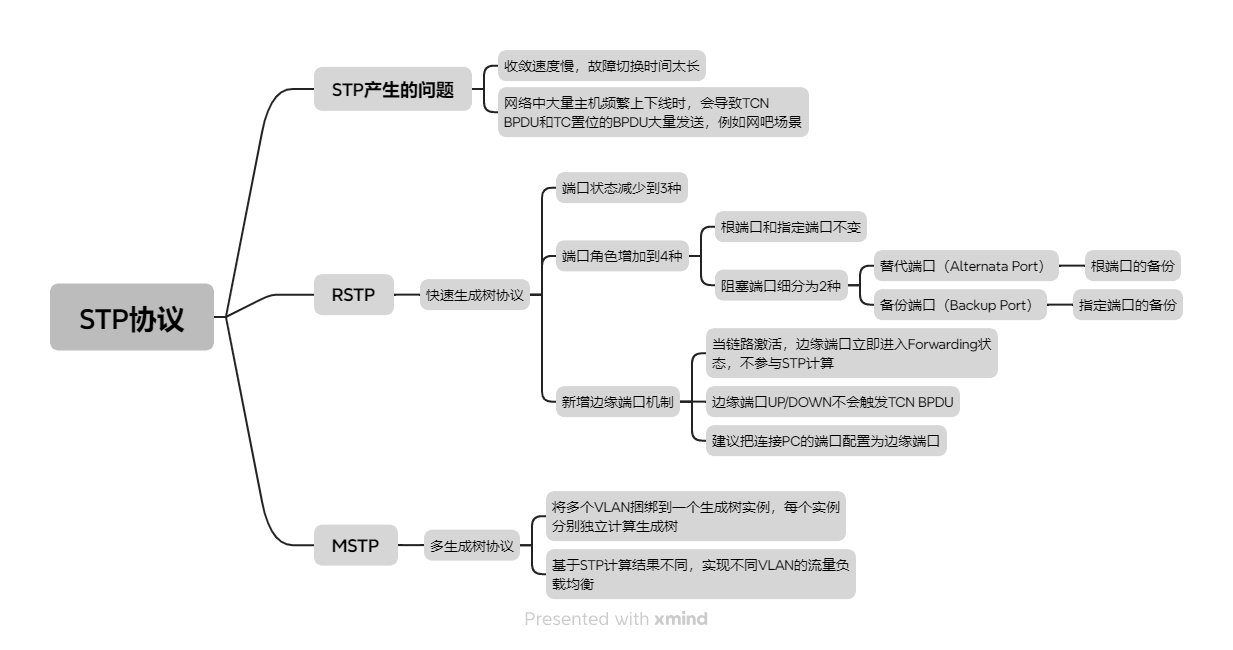 STP协议
STP产生的问题
收敛速度慢，故障切换时间太长
网络中大量主机频繁上下线时，会导致TCN
BPDU和TC置位的BPDU大量发送，例如网吧场景
RSTP
快速生成树协议
端口状态减少到3种
端口角色增加到4种
根端口和指定端口不变
阻塞端口细分为2种
替代端口（Alternata Port）
根端口的备份
备份端口（Backup Port）
指定端口的备份
新增边缘端口机制
当链路激活，边缘端口立即进入Forwarding状
态，不参与STP计算
边缘端口UP/DOWN不会触发TCN BPDU
建议把连接PC的端口配置为边缘端口
MSTP
多生成树协议
将多个VLAN捆绑到一个生成树实例，每个实例
分别独立计算生成树
基于STP计算结果不同，实现不同VLAN的流量负
载均衡
Presented with xmind